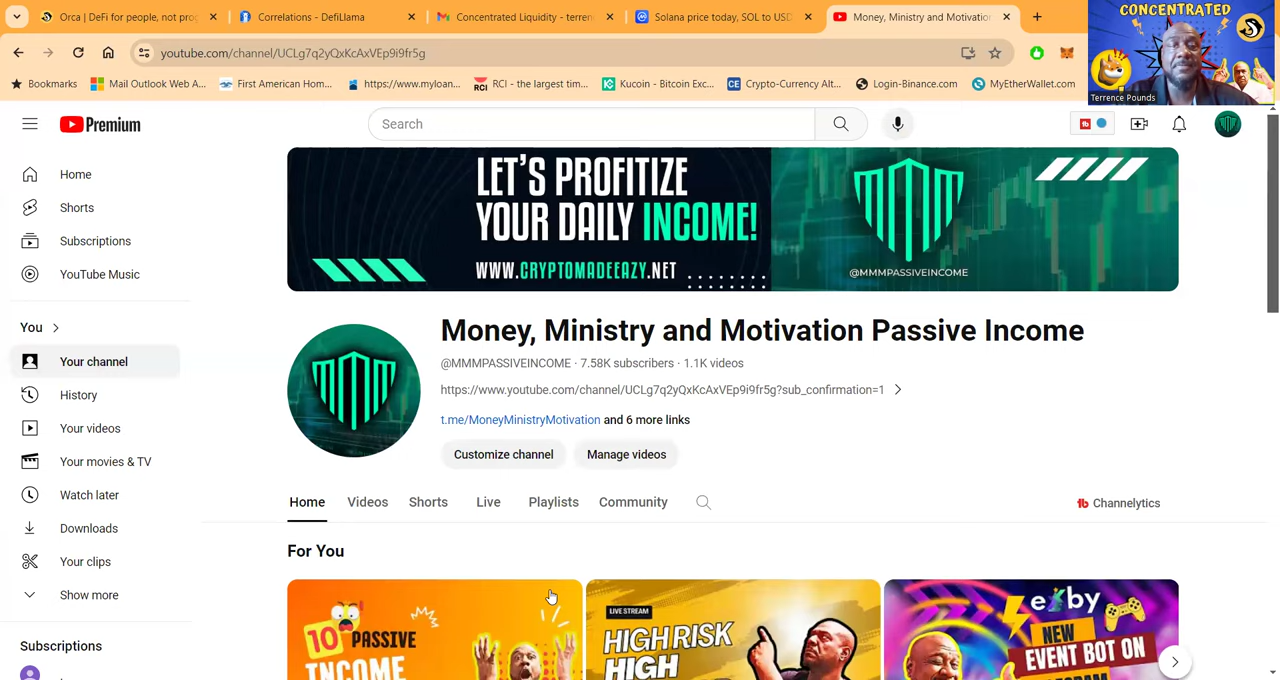 Orca | DeFi for people, not prog
Correlations - DefiLlama
Concentrated Liquidity - terren
Solana price today, SOL to USD
Money, Ministry and Motivation
youtube.com/channel/UCLg7q2yQxKcAxVEp9i9fr5g
Bookmarks
Mail Outlook Web A...
First American Hom...
https://www.myloan...
RCI - the largest tim...
Kucoin - Bitcoin Exc...
Crypto-Currency Alt...
Login-Binance.com
MyEtherWallet.com
CONCENTRATED
Terrence Pounds
Premium
Search
LET'S PROFITIZE
YOUR DAILY INCOME!
WWW.CRYPTOMADEEAZY.NET
@MMMPASSIVEINCOME
Home
Shorts
Subscriptions
YouTube Music
You
Your channel
History
Your videos
Your movies & TV
Watch later
Downloads
Your clips
Show more
Subscriptions
Money, Ministry and Motivation Passive Income
@MMMPASSIVEINCOME · 7.58K subscribers · 1.1K videos
https://www.youtube.com/channel/UCLg7q2yQxKcAxVEp9i9fr5g?sub_confirmation=1
t.me/MoneyMinistryMotivation and 6 more links
Customize channel
Manage videos
Home Videos Shorts Live Playlists Community
Channelytics
For You
10 PASSIVE
INCOME
LIVE STREAM
HIGH RISK
HIGH
NEW
EVENT BOT ON